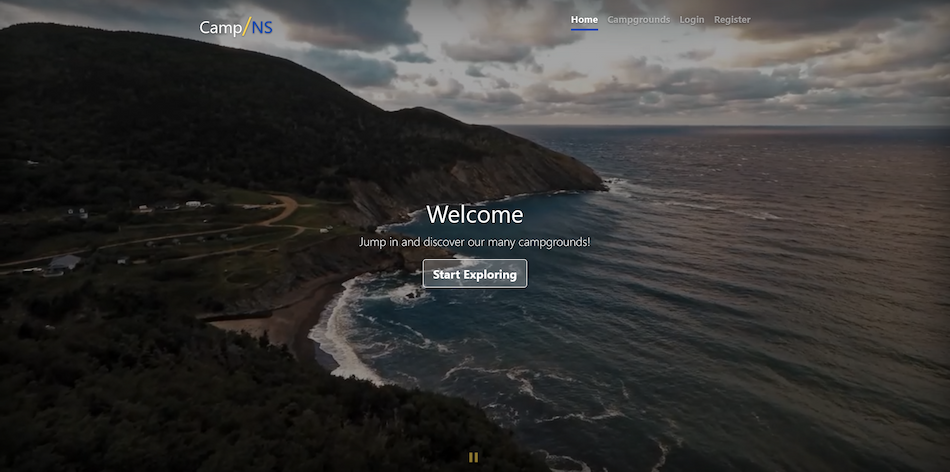 Camp/NS
Home Campgrounds Login Register
Welcome
Jump in and discover our many campgrounds!
Start Exploring